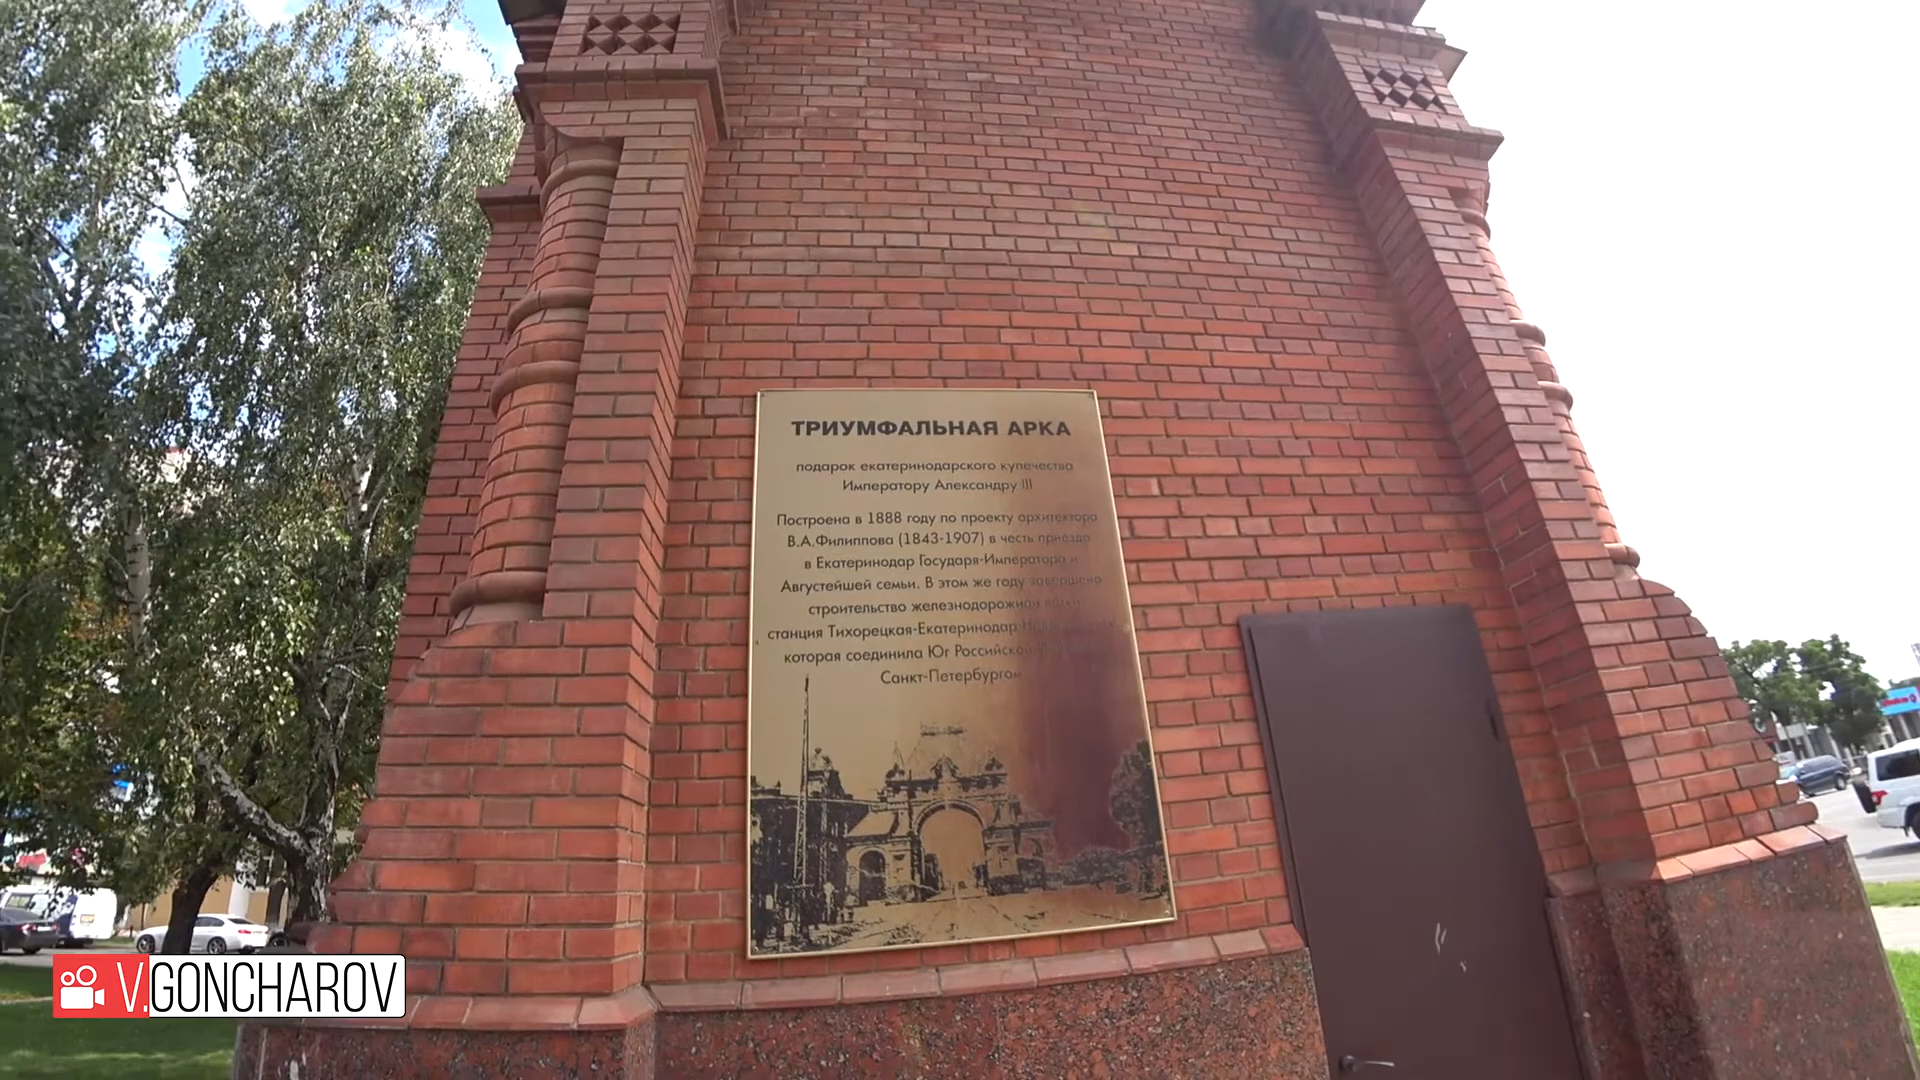 ТРИУМФАЛЬНАЯ АРКА
подарок екатеринодарского купечества
Императору Александру III
Построена в 1888 году по проекту архитектора
В.А.Филиппова (1843-1907) в честь приезда
в Екатеринодар Государя-Императора и
Августейшей семьи. В этом же году завершено
строительство железнодорожной ветки
станция Тихорецкая-Екатеринодар-
которая соединила Юг Российской
Санкт-Петербургом
V.GONCHAROV